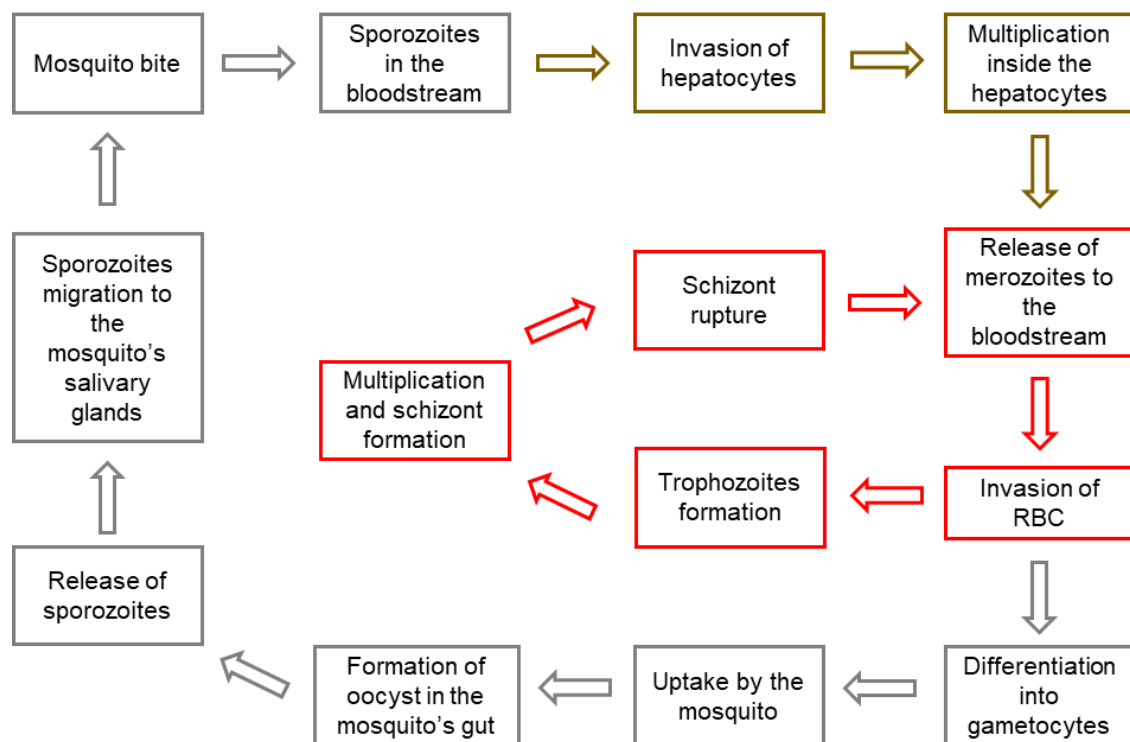 Mosquito bite
Sporozoites
in the
bloodstream
Invasion of
hepatocytes
Multiplication
inside the
hepatocytes
Sporozoites
migration to
the
mosquito's
salivary
glands
Schizont
rupture
Release of
merozoites to
the
bloodstream
Multiplication
and schizont
formation
Trophozoites
formation
Invasion of
RBC
Release of
sporozoites
Formation of
oocyst in the
mosquito's gut
Uptake by the
mosquito
Differentiation
into
gametocytes